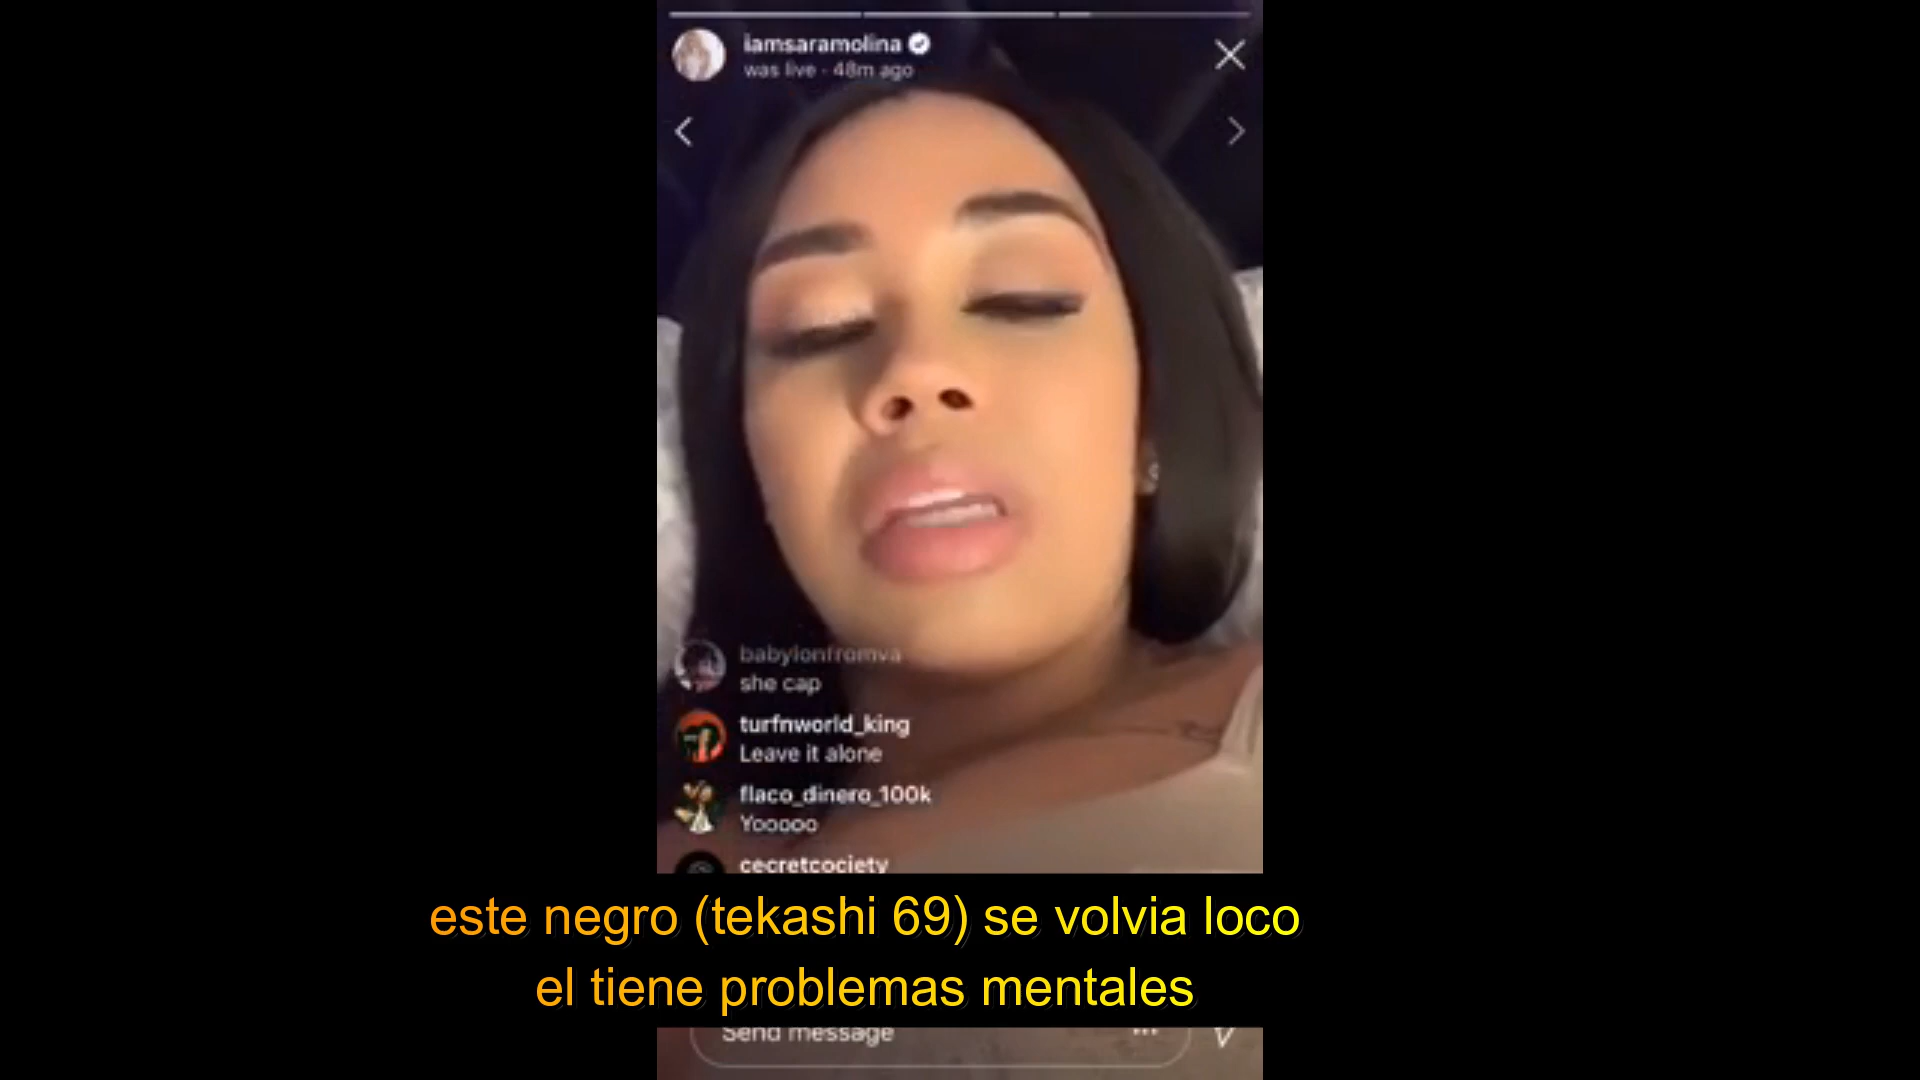 iamsaramolina
was live · 48m ago
babylonfromva
she cap
turfnworld_king
Leave it alone
flaco_dinero_100k
Yooooo
cecretcociety
este negro (tekashi 69) se volvia loco
el tiene problemas mentales
Send message